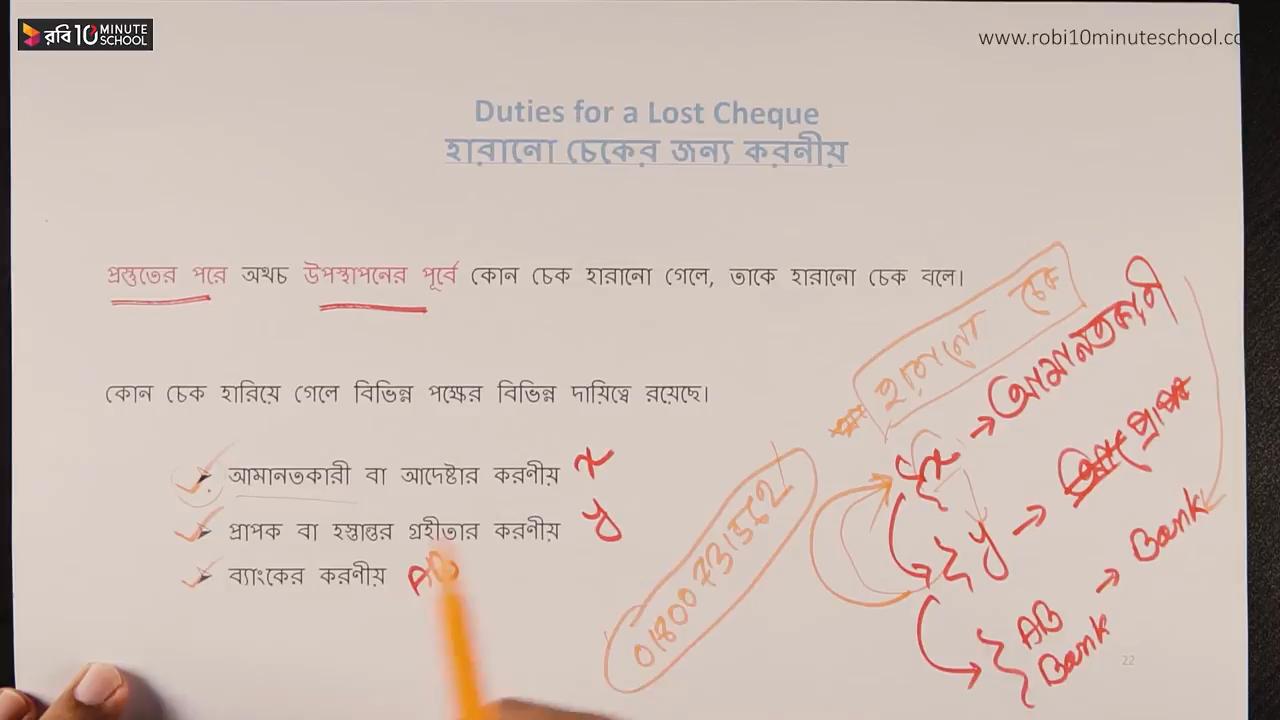 রবি 10 MINUTE SCHOOL
www.robi10minuteschool.co
Duties for a Lost Cheque
হারানো চেকের জন্য করনীয়
প্রস্তুতের পরে অথচ উপস্থাপনের পূর্বে কোন চেক হারানো গেলে, তাকে হারানো চেক বলে।
কোন চেক হারিয়ে গেলে বিভিন্ন পক্ষের বিভিন্ন দায়িত্বে রয়েছে।
আমানতকারী বা আদেষ্টার করণীয় x
প্রাপক বা হস্তান্তর গ্রহীতার করণীয় y
ব্যাংকের করণীয় AB
হারানো চেক
x → আমানতকারী
y → প্রাপক
AB Bank → Bank
22